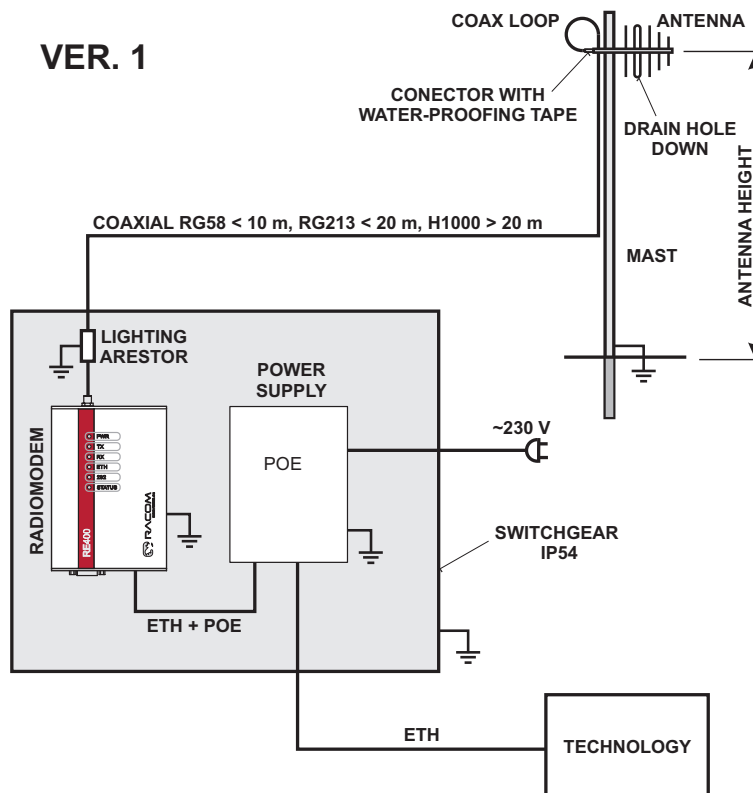 VER. 1
COAX LOOP
ANTENNA
CONECTOR WITH
WATER-PROOFING TAPE
DRAIN HOLE
DOWN
ANTENNA HEIGHT
COAXIAL RG58 < 10 m, RG213 < 20 m, H1000 > 20 m
MAST
LIGHTING
ARESTOR
POWER
SUPPLY
~230 V
RADIOMODEM
PWR
TX
RX
ETH
232
STATUS
RE400
RACOM
POE
SWITCHGEAR
IP54
ETH + POE
ETH
TECHNOLOGY